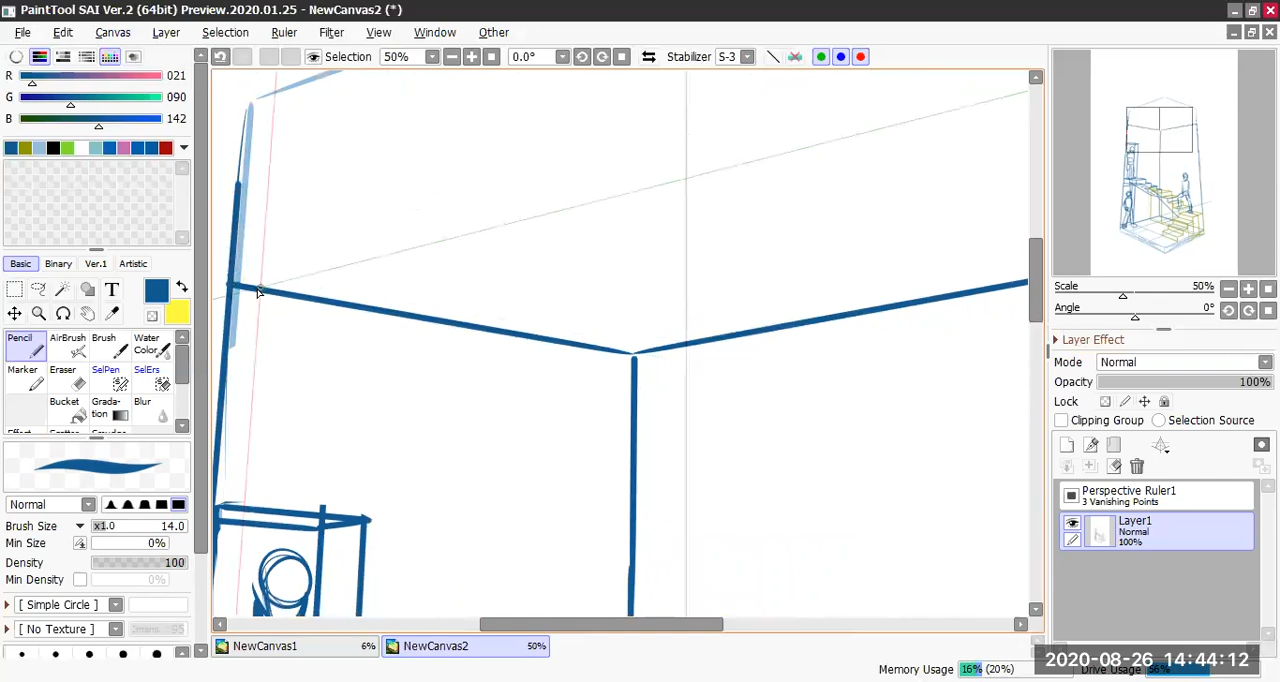 PaintTool SAI Ver.2 (64bit) Preview.2020.01.25 - NewCanvas2 (*)
File Edit Canvas Layer Selection Ruler Filter View Window Other
Selection 50% 0.0° Stabilizer S-3
R 021
G 090
B 142
Basic Binary Ver.1 Artistic
T
Pencil AirBrush Brush Water Color
Marker Eraser SelPen SelErs
Bucket Grada-tion Blur
Normal
Brush Size x1.0 14.0
Min Size 0%
Density 100
Min Density 0%
[ Simple Circle ]
[ No Texture ] 95
Scale 50%
Angle 0°
Layer Effect
Mode Normal
Opacity 100%
Lock
Clipping Group Selection Source
Perspective Ruler1
3 Vanishing Points
Layer1
Normal
100%
NewCanvas1 6% NewCanvas2 50%
Memory Usage 16% (20%) Drive Usage 56%
2020-08-26 14:44:12